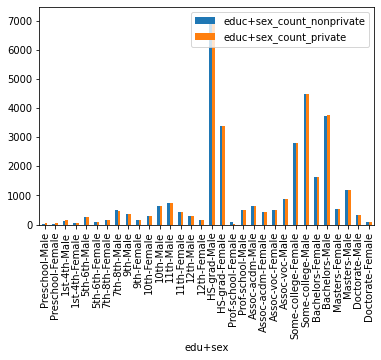 educ+sex_count_nonprivate
educ+sex_count_private
7000
6000
5000
4000
3000
2000
1000
0
Preschool-Male
Preschool-Female
1st-4th-Male
1st-4th-Female
5th-6th-Male
5th-6th-Female
7th-8th-Female
7th-8th-Male
9th-Male
9th-Female
10th-Female
10th-Male
11th-Male
11th-Female
12th-Male
12th-Female
HS-grad-Male
HS-grad-Female
Prof-school-Female
Prof-school-Male
Assoc-acdm-Male
Assoc-acdm-Female
Assoc-voc-Female
Assoc-voc-Male
Some-college-Female
Some-college-Male
Bachelors-Female
Bachelors-Male
Masters-Female
Masters-Male
Doctorate-Male
Doctorate-Female
edu+sex